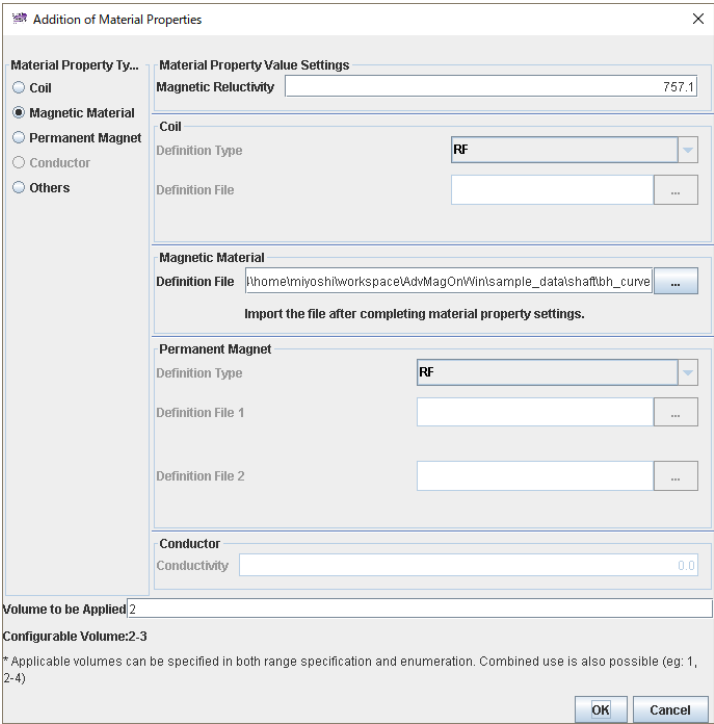 Addition of Material Properties
Material Property Ty...
Coil
Magnetic Material
Permanent Magnet
Conductor
Others
Material Property Value Settings
Magnetic Reluctivity 757.1
Coil
Definition Type RF
Definition File ...
Magnetic Material
Definition File \home\miyoshi\workspace\AdvMagOnWin\sample_data\shaft\bh_curve ...
Import the file after completing material property settings.
Permanent Magnet
Definition Type RF
Definition File 1 ...
Definition File 2 ...
Conductor
Conductivity 0.0
Volume to be Applied 2
Configurable Volume:2-3
* Applicable volumes can be specified in both range specification and enumeration. Combined use is also possible (eg: 1,
2-4)
OK Cancel